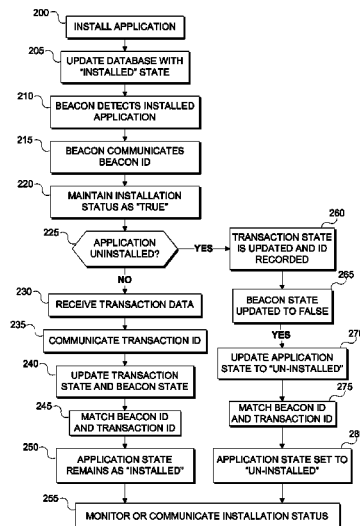 200
INSTALL APPLICATION
205
UPDATE DATABASE WITH
"INSTALLED" STATE
210
BEACON DETECTS INSTALLED
APPLICATION
215
BEACON COMMUNICATES
BEACON ID
220
MAINTAIN INSTALLATION
STATUS AS "TRUE"
225
APPLICATION
UNINSTALLED?
YES
NO
230
RECEIVE TRANSACTION DATA
235
COMMUNICATE TRANSACTION ID
240
UPDATE TRANSACTION
STATE AND BEACON STATE
245
MATCH BEACON ID
AND TRANSACTION ID
250
APPLICATION STATE
REMAINS AS "INSTALLED"
260
TRANSACTION STATE
IS UPDATED AND ID
RECORDED
265
BEACON STATE
UPDATED TO FALSE
YES
270
UPDATE APPLICATION
STATE TO "UN-INSTALLED"
275
MATCH BEACON ID
AND TRANSACTION ID
APPLICATION STATE SET TO
"UN-INSTALLED"
255
MONITOR OR COMMUNICATE INSTALLATION STATUS